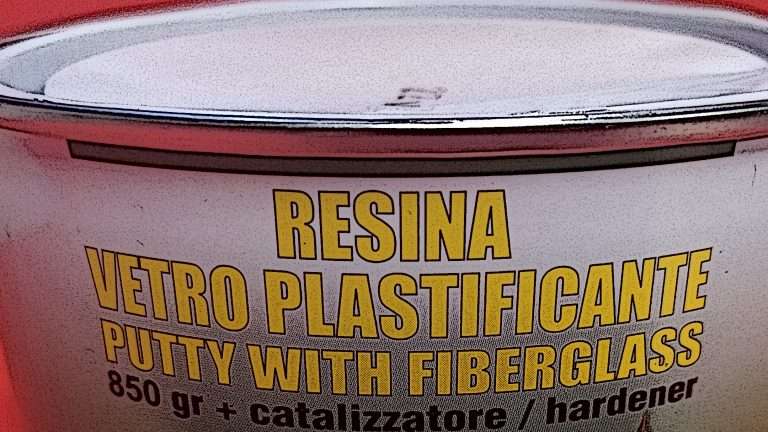 RESINA
VETRO PLASTIFICANTE
PUTTY WITH FIBERGLASS
850 gr + catalizzatore / hardener